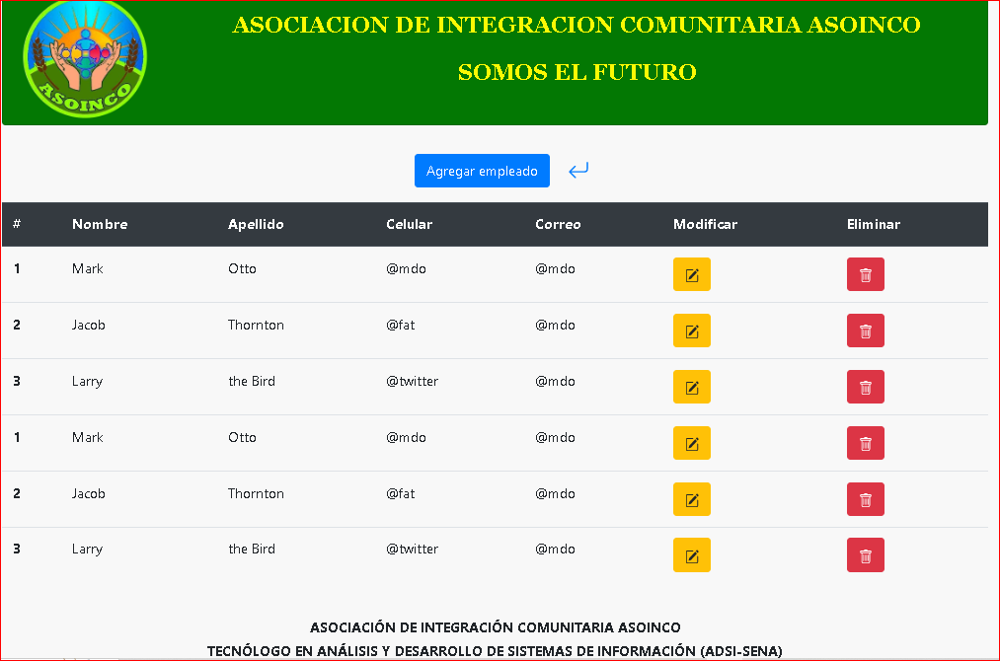 ASOCIACION DE INTEGRACION COMUNITARIA ASOINCO
SOMOS EL FUTURO
ASOINCO
Agregar empleado
# Nombre Apellido Celular Correo Modificar Eliminar
1 Mark Otto @mdo @mdo
2 Jacob Thornton @fat @mdo
3 Larry the Bird @twitter @mdo
1 Mark Otto @mdo @mdo
2 Jacob Thornton @fat @mdo
3 Larry the Bird @twitter @mdo
ASOCIACIÓN DE INTEGRACIÓN COMUNITARIA ASOINCO
TECNÓLOGO EN ANÁLISIS Y DESARROLLO DE SISTEMAS DE INFORMACIÓN (ADSI-SENA)